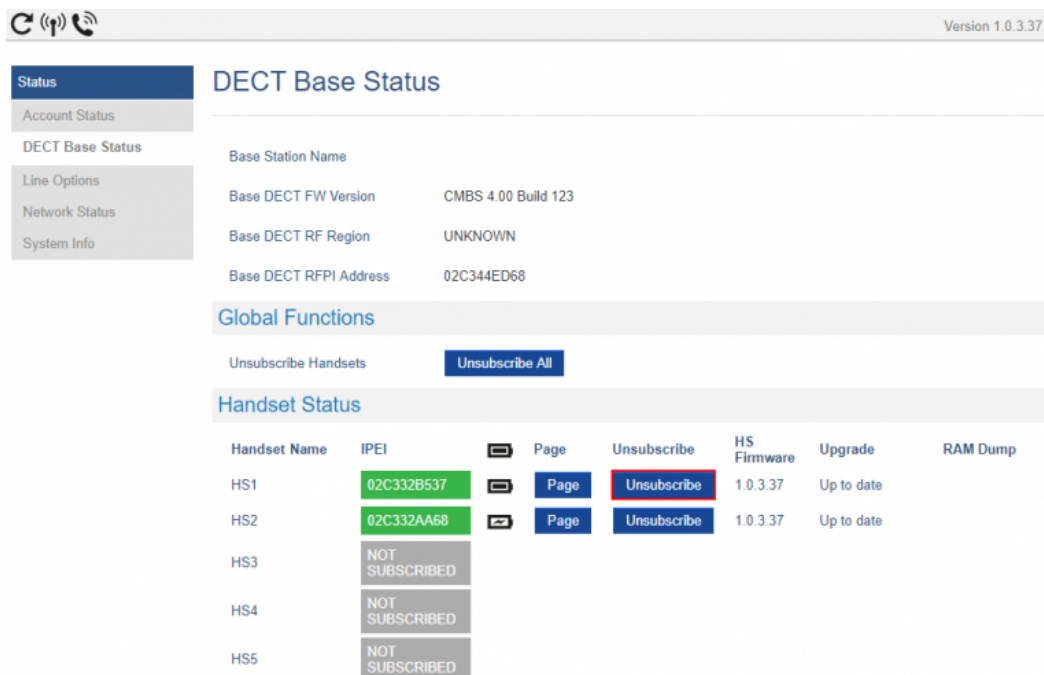 Version 1.0.3.37
Status
Account Status
DECT Base Status
Line Options
Network Status
System Info
DECT Base Status
Base Station Name
Base DECT FW Version CMBS 4.00 Build 123
Base DECT RF Region UNKNOWN
Base DECT RFPI Address 02C344ED68
Global Functions
Unsubscribe Handsets Unsubscribe All
Handset Status
Handset Name IPEI Page Unsubscribe HS Firmware Upgrade RAM Dump
HS1 02C332B537 Page Unsubscribe 1.0.3.37 Up to date
HS2 02C332AA68 Page Unsubscribe 1.0.3.37 Up to date
HS3 NOT SUBSCRIBED
HS4 NOT SUBSCRIBED
HS5 NOT SUBSCRIBED